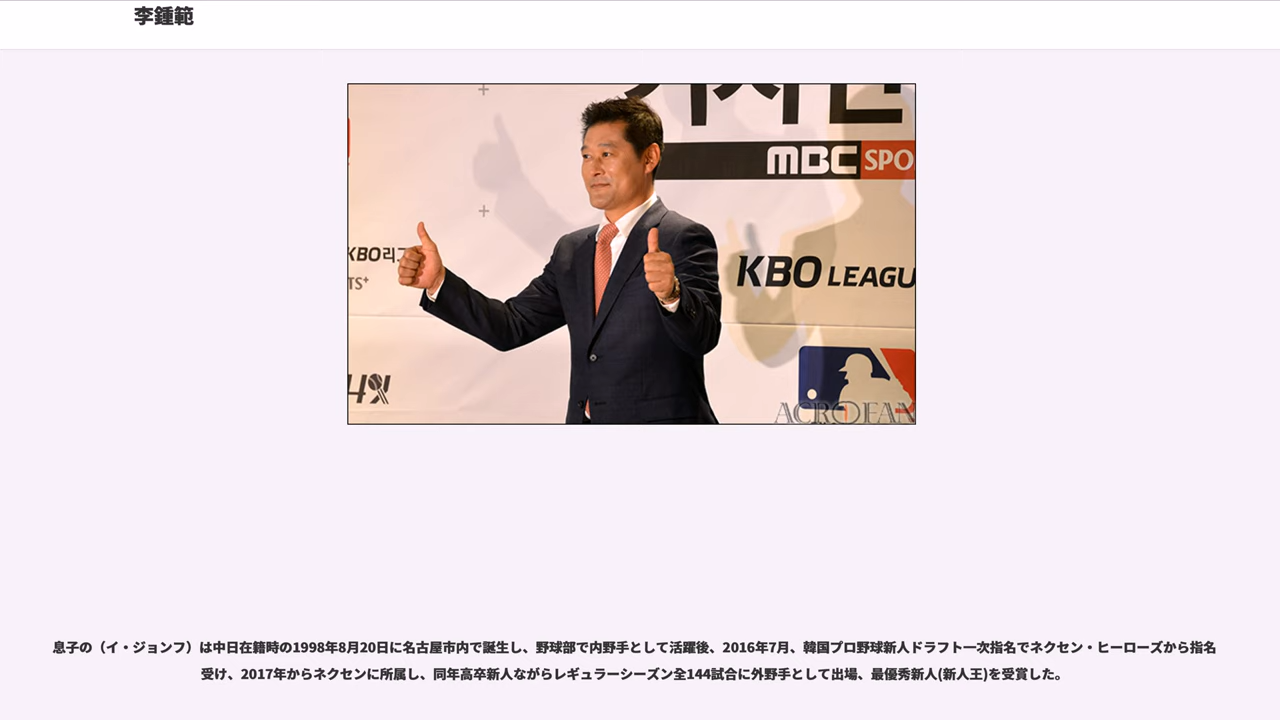 李鍾範
기자단
MBC SPO
KBO리그
TS+
KBO LEAGU
ACROFAN
息子の（イ・ジョンフ）は中日在籍時の1998年8月20日に名古屋市内で誕生し、野球部で内野手として活躍後、2016年7月、韓国プロ野球新人ドラフト一次指名でネクセン・ヒーローズから指名
受け、2017年からネクセンに所属し、同年高卒新人ながらレギュラーシーズン全144試合に外野手として出場、最優秀新人(新人王)を受賞した。